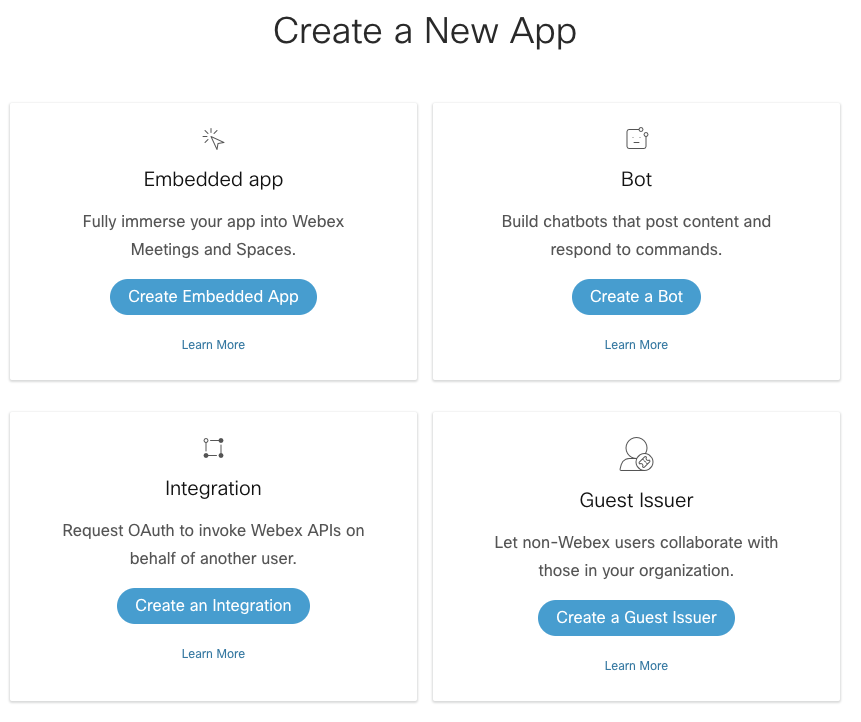 Create a New App
Embedded app
Fully immerse your app into Webex
Meetings and Spaces.
Create Embedded App
Learn More
Bot
Build chatbots that post content and
respond to commands.
Create a Bot
Learn More
Integration
Request OAuth to invoke Webex APIs on
behalf of another user.
Create an Integration
Learn More
Guest Issuer
Let non-Webex users collaborate with
those in your organization.
Create a Guest Issuer
Learn More